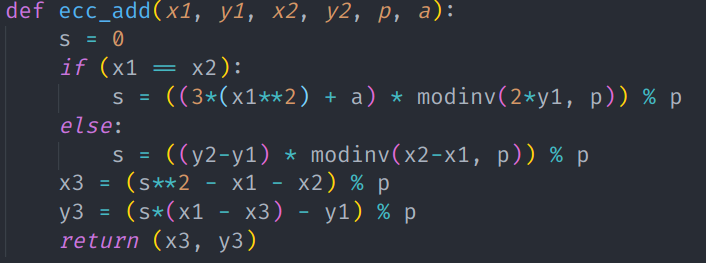 def ecc_add(x1, y1, x2, y2, p, a):
    s = 0
    if (x1 == x2):
        s = ((3*(x1**2) + a) * modinv(2*y1, p)) % p
    else:
        s = ((y2-y1) * modinv(x2-x1, p)) % p
    x3 = (s**2 - x1 - x2) % p
    y3 = (s*(x1 - x3) - y1) % p
    return (x3, y3)